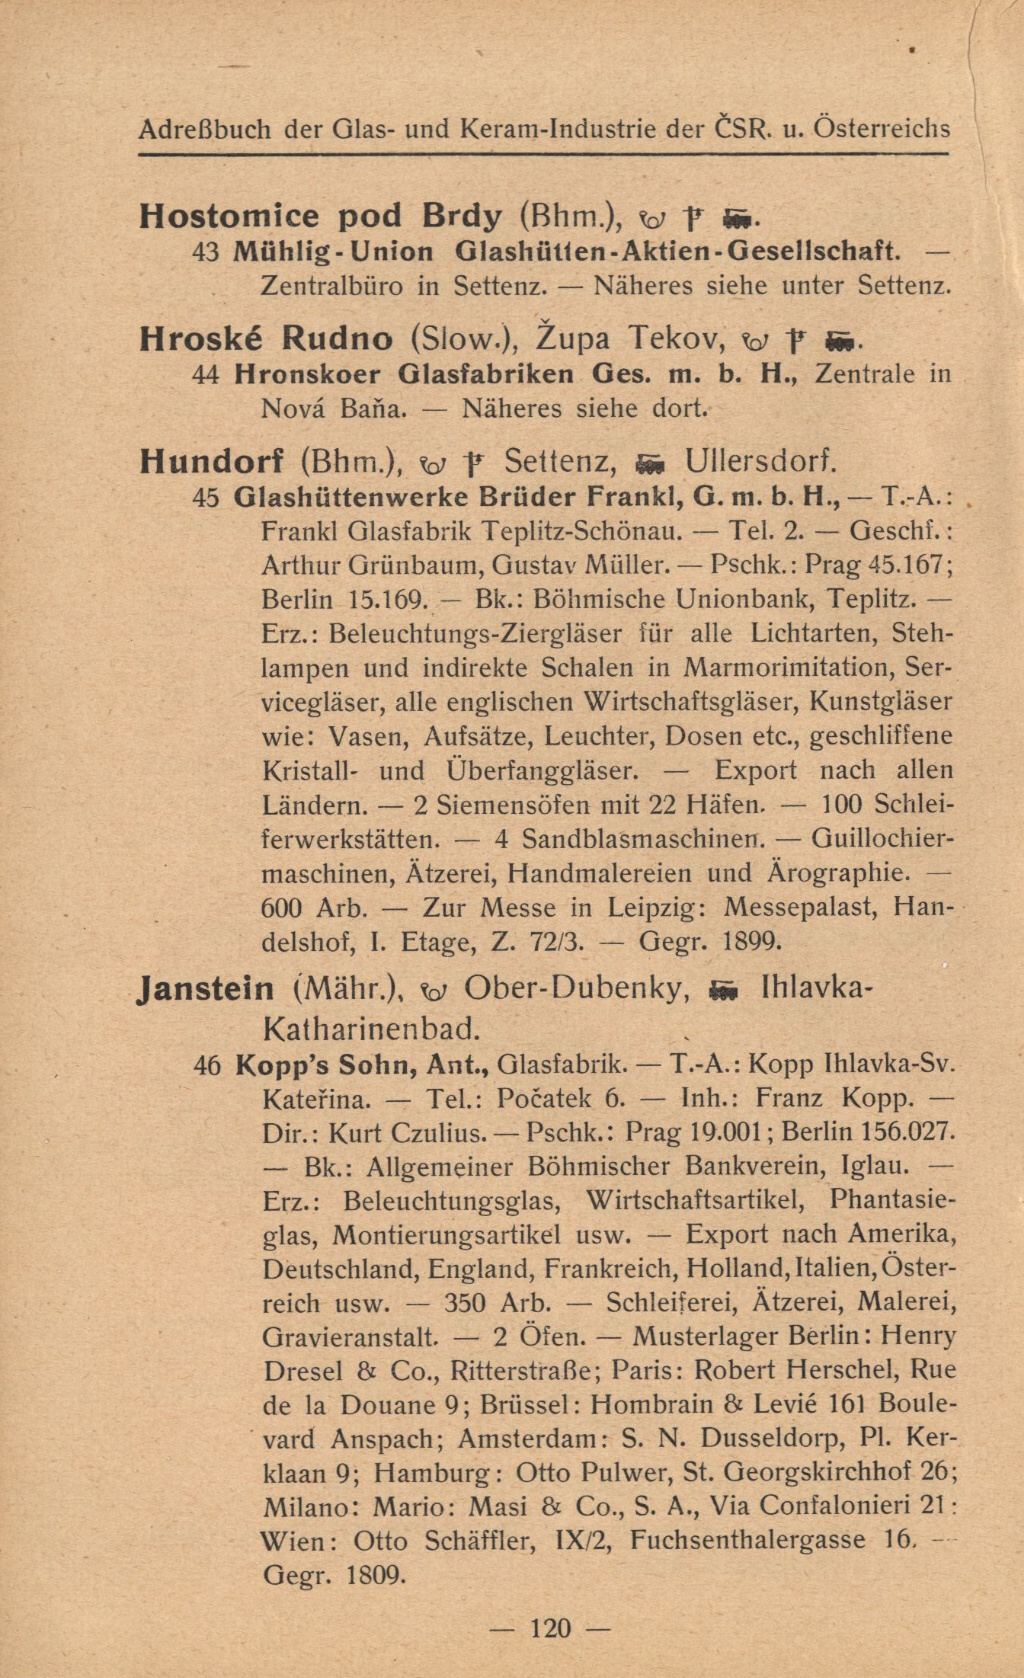 Adreßbuch der Glas- und Keram-Industrie der ČSR. u. Österreichs
Hostomice pod Brdy (Bhm.), .
43 Mühlig-Union Glashütten-Aktien-Gesellschaft. —
Zentralbüro in Settenz. — Näheres siehe unter Settenz.
Hroské Rudno (Slow.), Župa Tekov, .
44 Hronskoer Glasfabriken Ges. m. b. H., Zentrale in
Nová Baňa. — Näheres siehe dort.
Hundorf (Bhm.), Settenz, Ullersdorf.
45 Glashüttenwerke Brüder Frankl, G. m. b. H., — T.-A.:
Frankl Glasfabrik Teplitz-Schönau. — Tel. 2. — Geschf.:
Arthur Grünbaum, Gustav Müller. — Pschk.: Prag 45.167;
Berlin 15.169. — Bk.: Böhmische Unionbank, Teplitz. —
Erz.: Beleuchtungs-Ziergläser für alle Lichtarten, Steh-
lampen und indirekte Schalen in Marmorimitation, Ser-
vicegläser, alle englischen Wirtschaftsgläser, Kunstgläser
wie: Vasen, Aufsätze, Leuchter, Dosen etc., geschliffene
Kristall- und Überfanggläser. — Export nach allen
Ländern. — 2 Siemensöfen mit 22 Häfen. — 100 Schlei-
ferwerkstätten. — 4 Sandblasmaschinen. — Guillochier-
maschinen, Ätzerei, Handmalereien und Ärographie. —
600 Arb. — Zur Messe in Leipzig: Messepalast, Han-
delshof, I. Etage, Z. 72/3. — Gegr. 1899.
Janstein (Mähr.), Ober-Dubenky, Ihlavka-
Katharinenbad.
46 Kopp's Sohn, Ant., Glasfabrik. — T.-A.: Kopp Ihlavka-Sv.
Kateřina. — Tel.: Počatek 6. — Inh.: Franz Kopp. —
Dir.: Kurt Czulius. — Pschk.: Prag 19.001; Berlin 156.027.
— Bk.: Allgemeiner Böhmischer Bankverein, Iglau. —
Erz.: Beleuchtungsglas, Wirtschaftsartikel, Phantasie-
glas, Montierungsartikel usw. — Export nach Amerika,
Deutschland, England, Frankreich, Holland, Italien, Öster-
reich usw. — 350 Arb. — Schleiferei, Ätzerei, Malerei,
Gravieranstalt. — 2 Öfen. — Musterlager Berlin: Henry
Dresel & Co., Ritterstraße; Paris: Robert Herschel, Rue
de la Douane 9; Brüssel: Hombrain & Levié 161 Boule-
vard Anspach; Amsterdam: S. N. Dusseldorp, Pl. Ker-
klaan 9; Hamburg: Otto Pulwer, St. Georgskirchhof 26;
Milano: Mario: Masi & Co., S. A., Via Confalonieri 21:
Wien: Otto Schäffler, IX/2, Fuchsenthalergasse 16. —
Gegr. 1809.
— 120 —